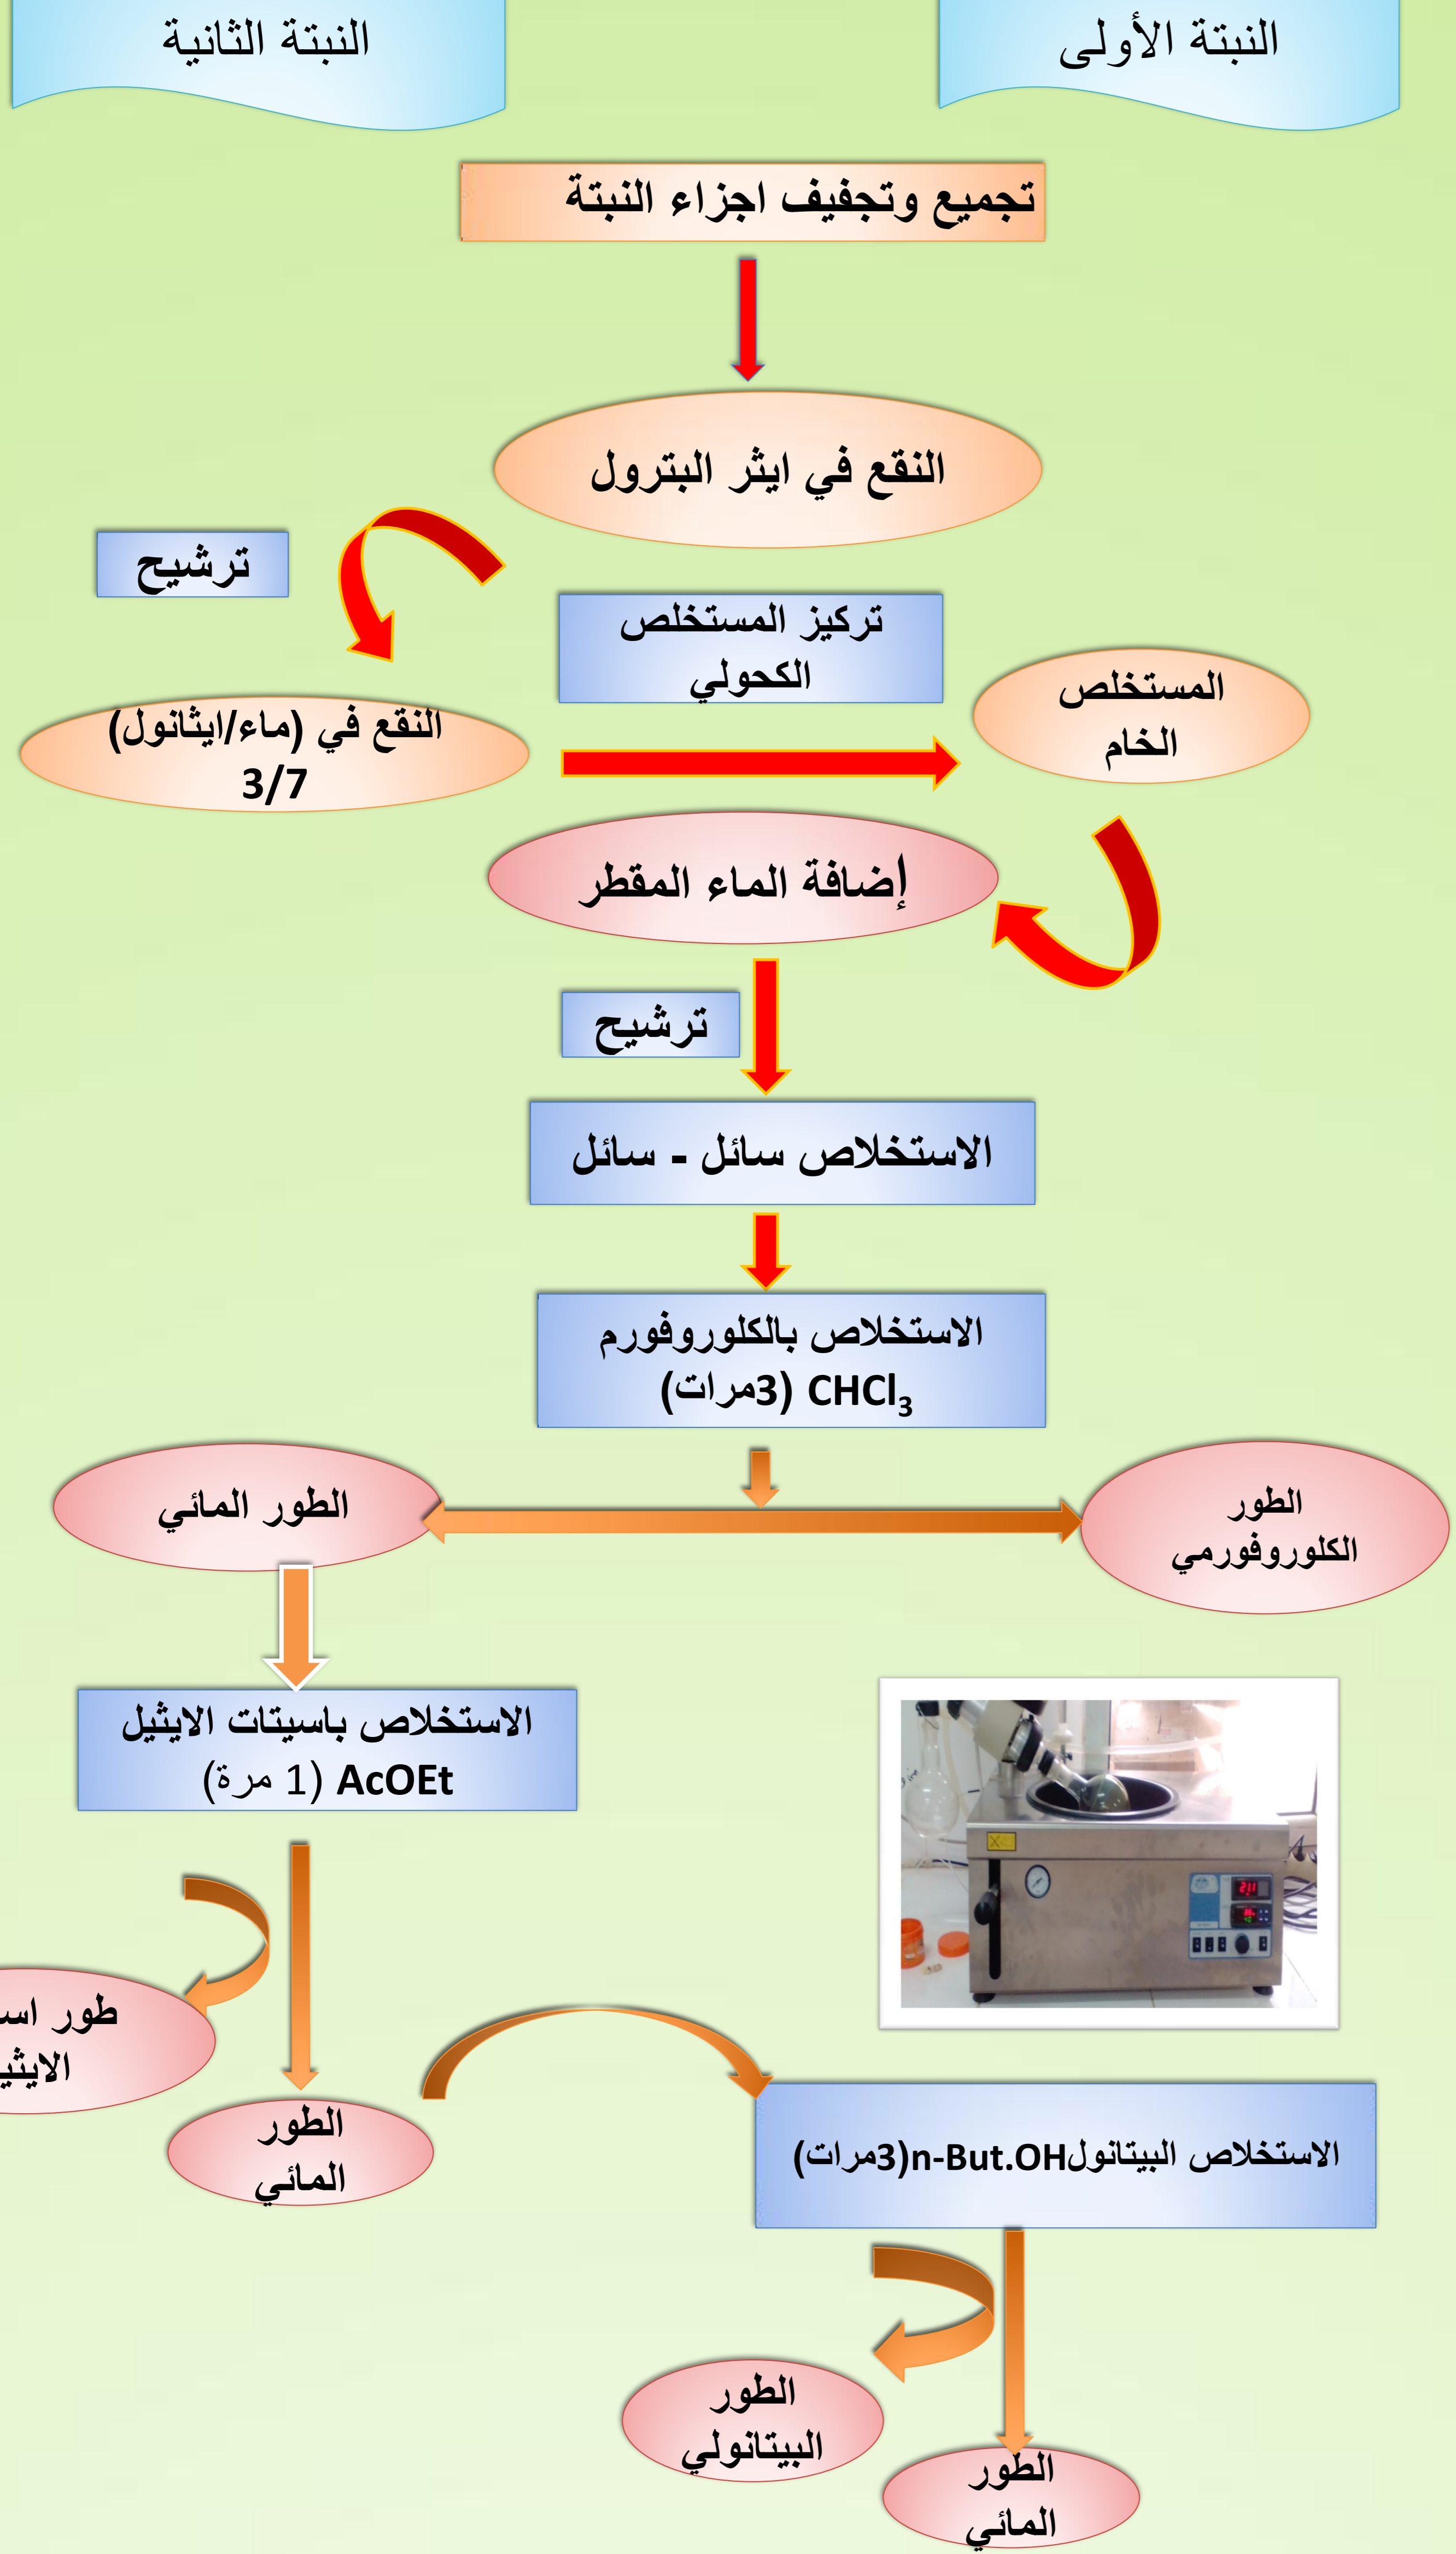 النبتة الأولى
النبتة الثانية
تجميع وتجفيف اجزاء النبتة
النقع في ايثر البترول
ترشيح
تركيز المستخلص
الكحولي
المستخلص
الخام
النقع في (ماء/ايثانول)
3/7
إضافة الماء المقطر
ترشيح
الاستخلاص سائل - سائل
الاستخلاص بالكلوروفورم
CHCl₃ (3مرات)
الطور
الكلوروفورمي
الطور المائي
الاستخلاص باسيتات الايثيل
AcOEt (1 مرة)
طور
الطور
المائي
الاستخلاص البيتانولn-But.OH(3مرات)
الطور
البيتانولي
الطور
المائي